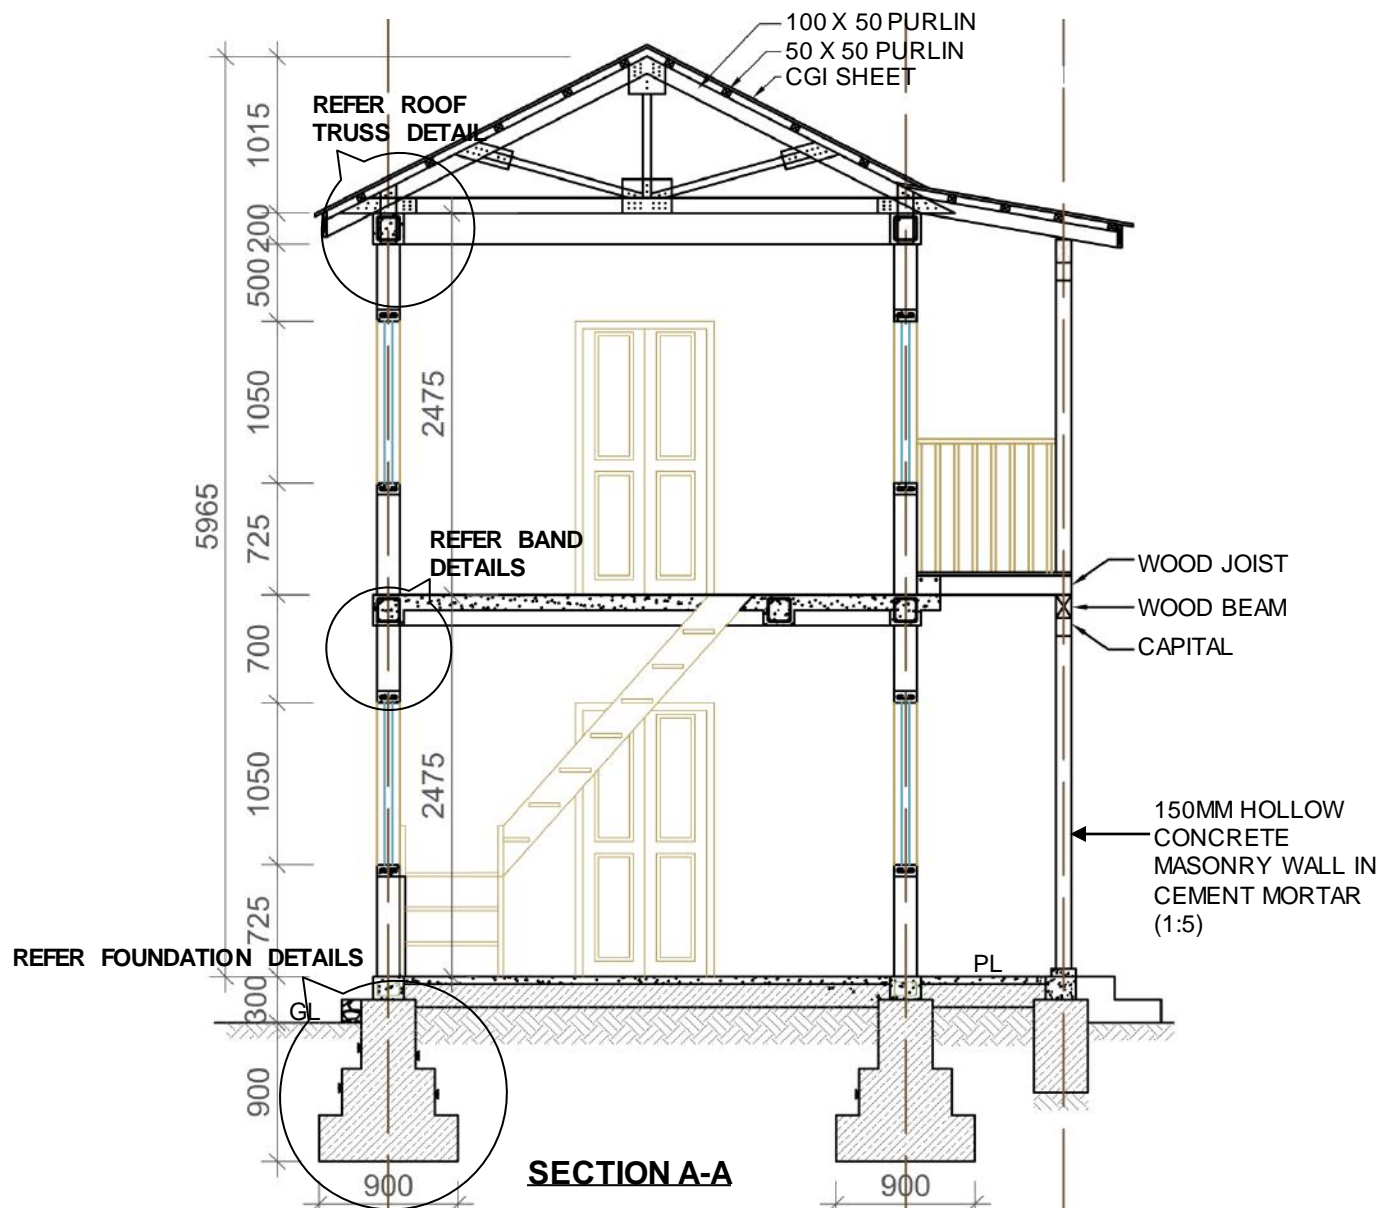 100 X 50 PURLIN
50 X 50 PURLIN
CGI SHEET
REFER ROOF
TRUSS DETAIL
1015
200
500
1050
2475
5965
725
REFER BAND
DETAILS
WOOD JOIST
WOOD BEAM
CAPITAL
700
1050
2475
150MM HOLLOW
CONCRETE
MASONRY WALL IN
CEMENT MORTAR
(1:5)
725
REFER FOUNDATION DETAILS
PL
300
GL
900
SECTION A-A
900
900